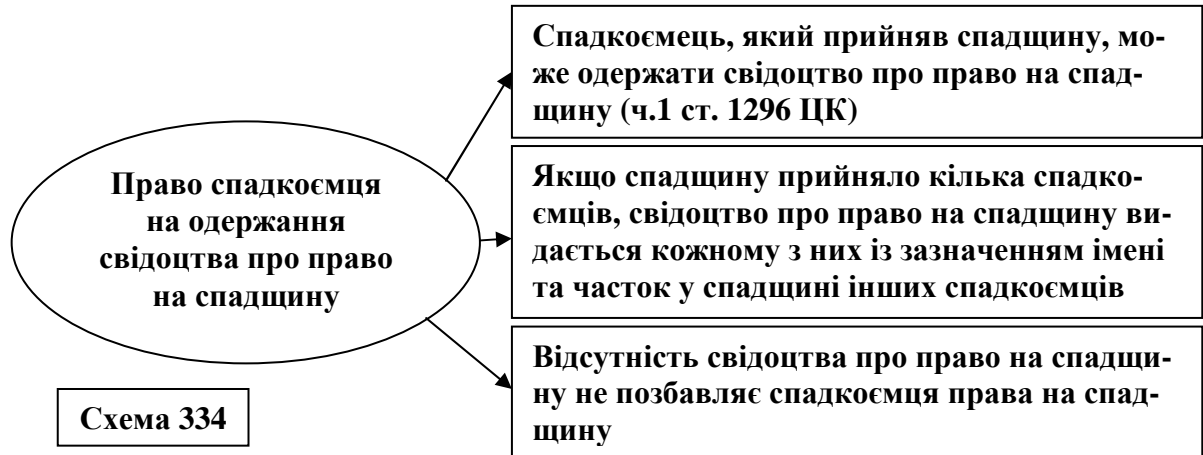 Спадкоємець, який прийняв спадщину, мо-
же одержати свідоцтво про право на спад-
щину (ч.1 ст. 1296 ЦК)
Право спадкоємця
на одержання
свідоцтва про право
на спадщину
Якщо спадщину прийняло кілька спадко-
ємців, свідоцтво про право на спадщину ви-
дається кожному з них із зазначенням імені
та часток у спадщині інших спадкоємців
Відсутність свідоцтва про право на спадщи-
ну не позбавляє спадкоємця права на спад-
щину
Схема 334